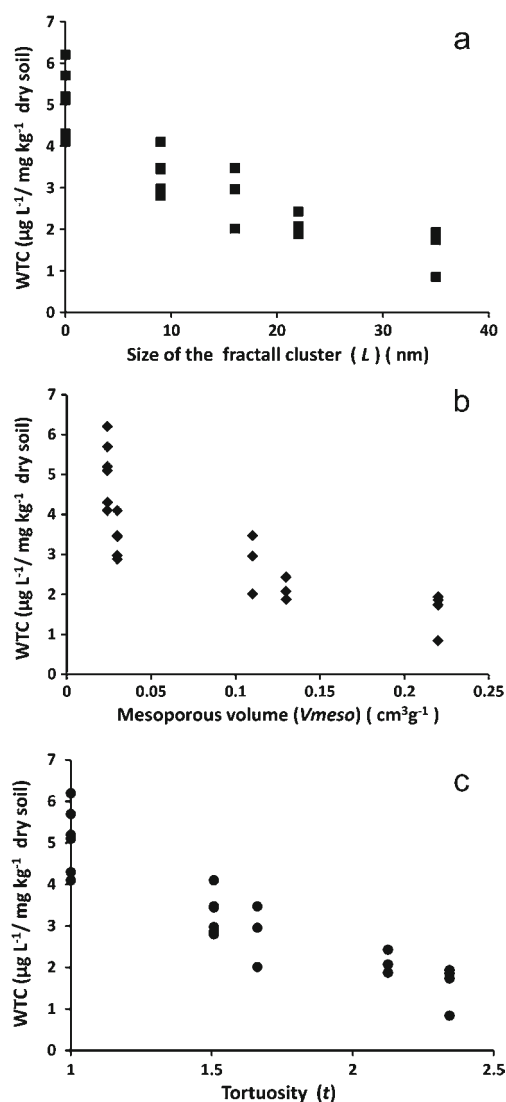 a
7
6
5
4
3
2
1
0
WTC (µg L-1/ mg kg-1 dry soil)
0 10 20 30 40
Size of the fractall cluster ( L ) ( nm)
b
7
6
5
4
3
2
1
0
WTC (µg L-1/ mg kg-1 dry soil)
0 0.05 0.1 0.15 0.2 0.25
Mesoporous volume (Vmeso) ( cm3g-1 )
c
7
6
5
4
3
2
1
0
WTC (µg L-1/ mg kg-1 dry soil)
1 1.5 2 2.5
Tortuosity (t)